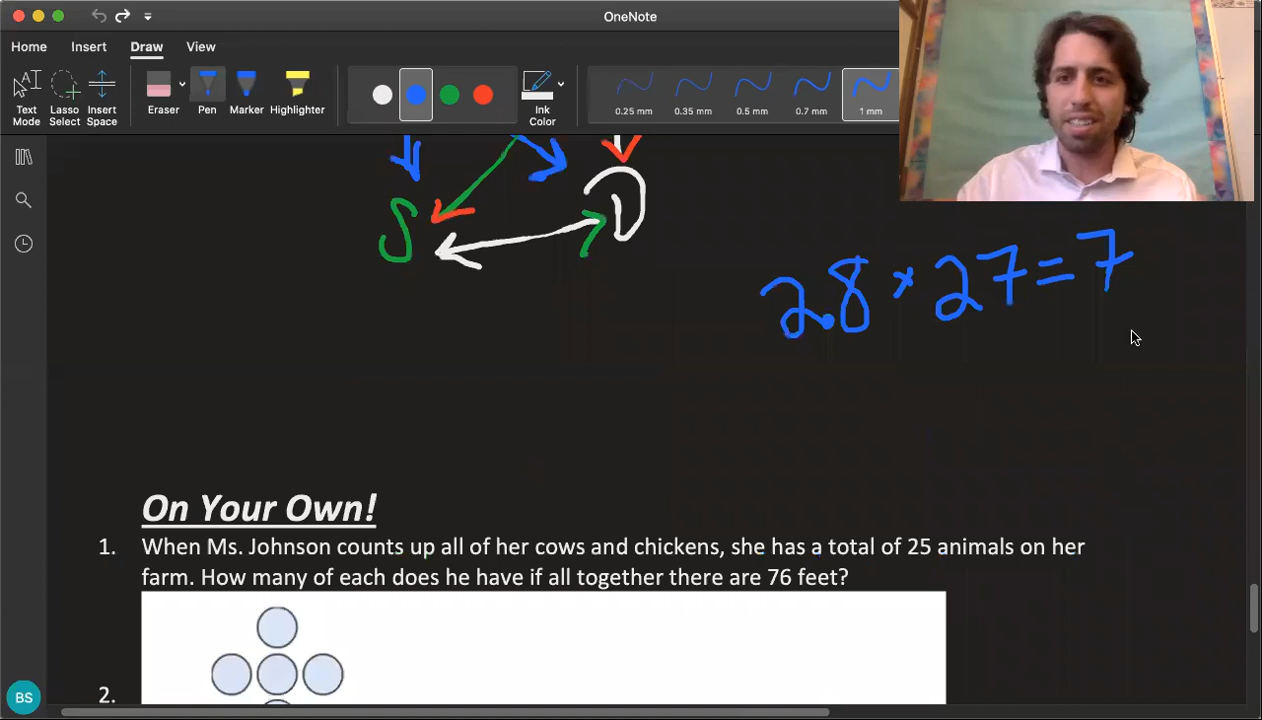 OneNote
Home Insert Draw View
Text Mode
Lasso Select
Insert Space
Eraser
Pen
Marker
Highlighter
Ink Color
0.25 mm 0.35 mm 0.5 mm 0.7 mm 1 mm
S D
2.8 × 27 = 7
On Your Own!
1. When Ms. Johnson counts up all of her cows and chickens, she has a total of 25 animals on her
farm. How many of each does he have if all together there are 76 feet?
2.
BS